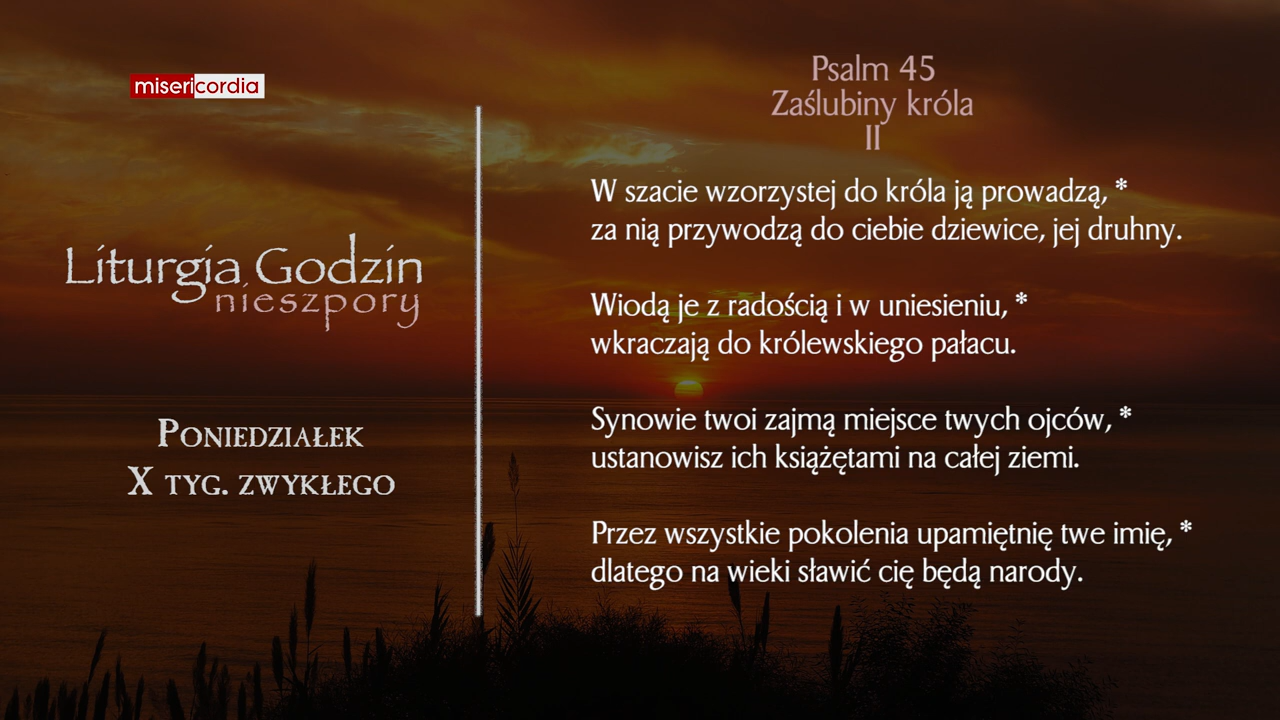 misericordia
Liturgia Godzin
nieszpory
Poniedziałek
X tyg. zwykłego
Psalm 45
Zaślubiny króla
II
W szacie wzorzystej do króla ją prowadzą, *
za nią przywodzą do ciebie dziewice, jej druhny.
Wiodą je z radością i w uniesieniu, *
wkraczają do królewskiego pałacu.
Synowie twoi zajmą miejsce twych ojców, *
ustanowisz ich książętami na całej ziemi.
Przez wszystkie pokolenia upamiętnię twe imię, *
dlatego na wieki sławić cię będą narody.